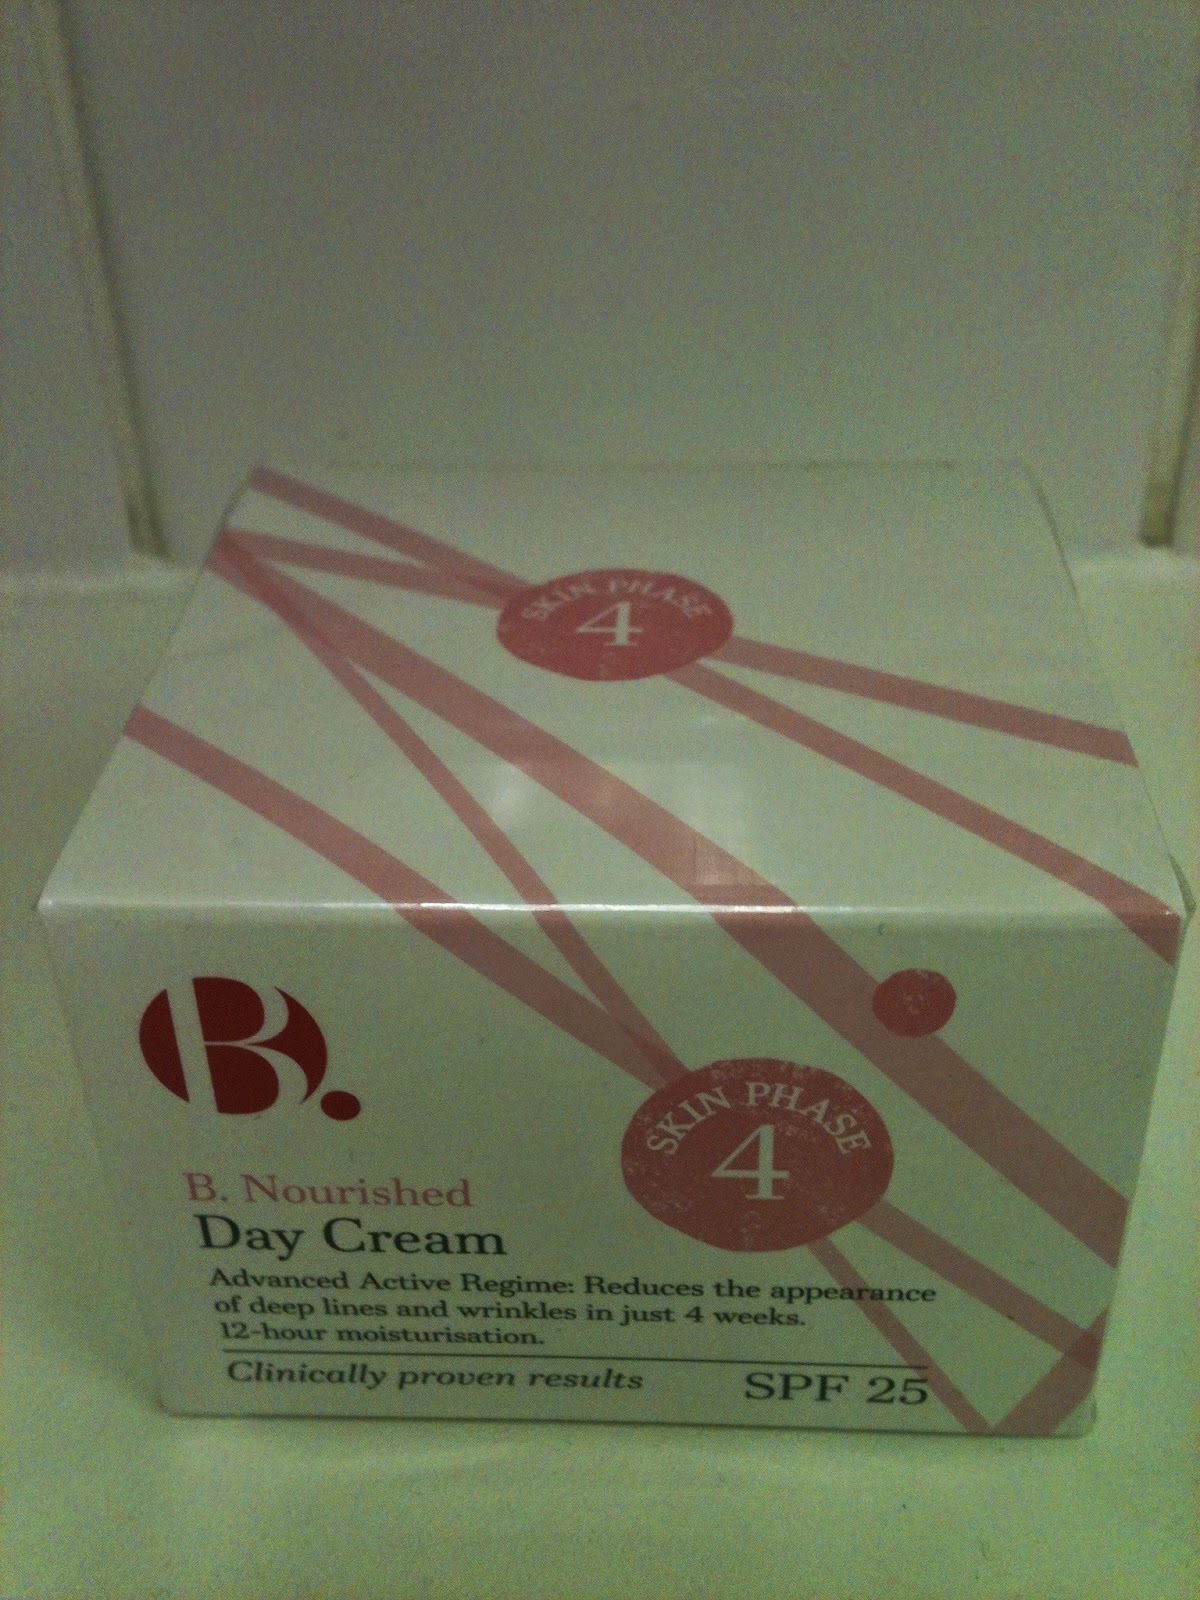 SKIN PHASE
4
B.
SKIN PHASE
4
B. Nourished
Day Cream
Advanced Active Regime: Reduces the appearance
of deep lines and wrinkles in just 4 weeks.
12-hour moisturisation.
Clinically proven results
SPF 25